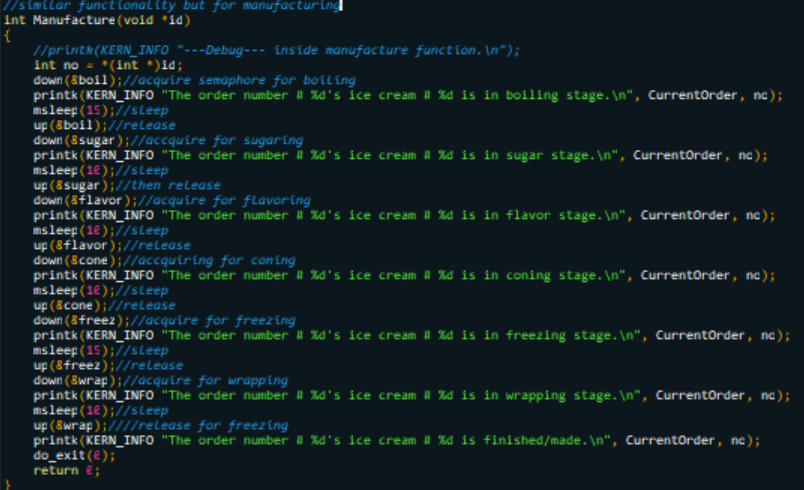 //similar functionality but for manufacturing
int Manufacture(void *id)
{
//printk(KERN_INFO "---Debug--- inside manufacture function.\n");
int no = *(int *)id;
down(&boil);//acquire semaphore for boiling
printk(KERN_INFO "The order number # %d's ice cream # %d is in boiling stage.\n", CurrentOrder, no);
msleep(15);//sleep
up(&boil);//release
down(&sugar);//accquire for sugaring
printk(KERN_INFO "The order number # %d's ice cream # %d is in sugar stage.\n", CurrentOrder, no);
msleep(10);//sleep
up(&sugar);//then release
down(&flavor);//acquire for flavoring
printk(KERN_INFO "The order number # %d's ice cream # %d is in flavor stage.\n", CurrentOrder, no);
msleep(10);//sleep
up(&flavor);//release
down(&cone);//accquiring for coning
printk(KERN_INFO "The order number # %d's ice cream # %d is in coning stage.\n", CurrentOrder, no);
msleep(10);//sleep
up(&cone);//release
down(&freez);//acquire for freezing
printk(KERN_INFO "The order number # %d's ice cream # %d is in freezing stage.\n", CurrentOrder, no);
msleep(15);//sleep
up(&freez);//release
down(&wrap);//acquire for wrapping
printk(KERN_INFO "The order number # %d's ice cream # %d is in wrapping stage.\n", CurrentOrder, no);
msleep(10);//sleep
up(&wrap);////release for freezing
printk(KERN_INFO "The order number # %d's ice cream # %d is finished/made.\n", CurrentOrder, no);
do_exit(0);
return 0;
}